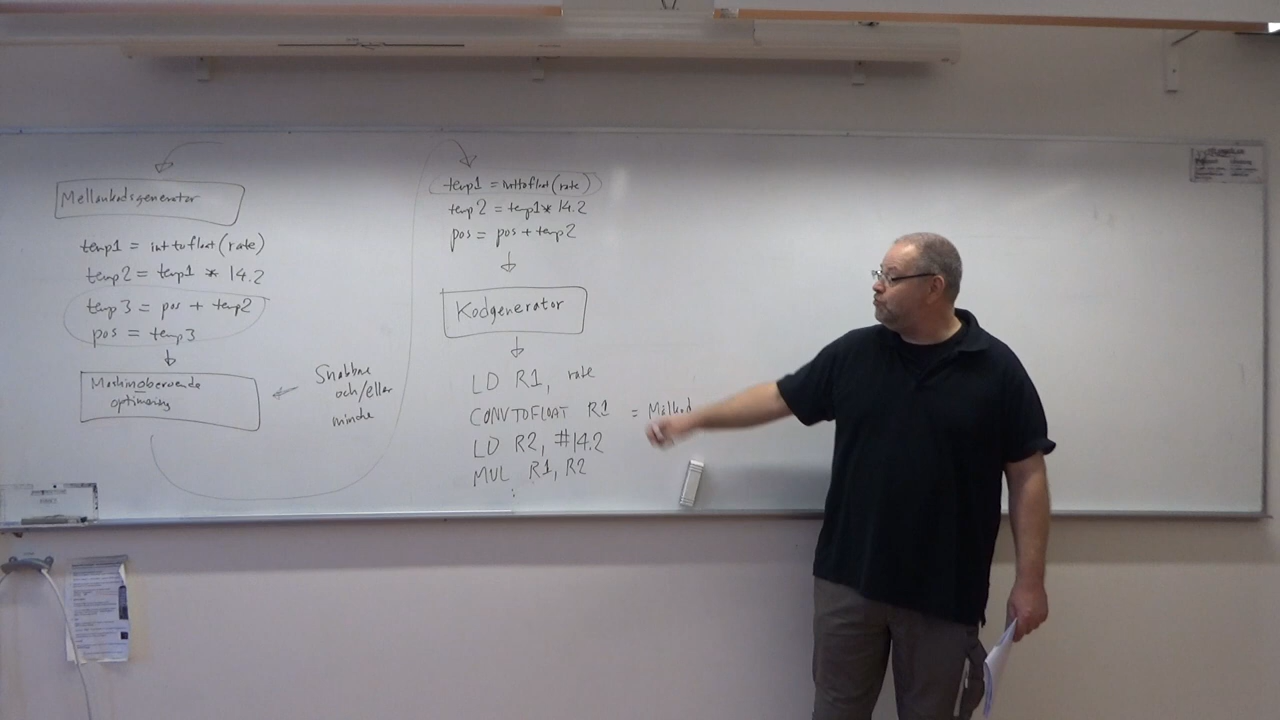 Mellankodsgenerator
temp1 = inttofloat(rate)
temp2 = temp1 * 14.2
temp3 = pos + temp2
pos = temp3
Maskinoberoende
optimering
Snabbare
och/eller
mindre
temp1 = inttofloat(rate)
temp2 = temp1 * 14.2
pos = pos + temp2
Kodgenerator
LD R1, rate
CONVTOFLOAT R1 = Målkod
LD R2, #14.2
MUL R1, R2